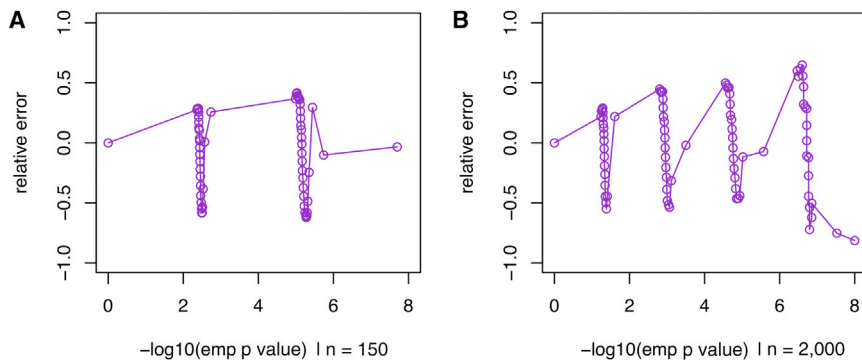 A
B
relative error
1.0
0.5
0.0
−0.5
−1.0
0 2 4 6 8
−log10(emp p value) | n = 150
relative error
1.0
0.5
0.0
−0.5
−1.0
0 2 4 6 8
−log10(emp p value) | n = 2,000